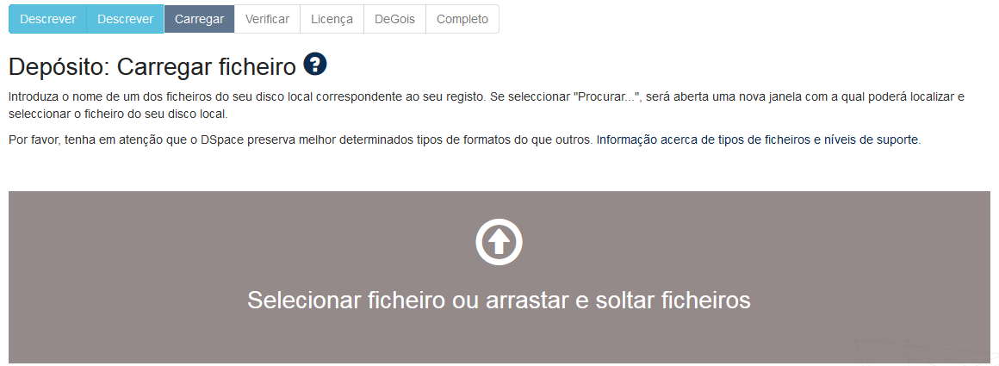 Descrever Descrever Carregar Verificar Licença DeGois Completo
Depósito: Carregar ficheiro ?
Introduza o nome de um dos ficheiros do seu disco local correspondente ao seu registo. Se seleccionar "Procurar...", será aberta uma nova janela com a qual poderá localizar e
seleccionar o ficheiro do seu disco local.
Por favor, tenha em atenção que o DSpace preserva melhor determinados tipos de formatos do que outros. Informação acerca de tipos de ficheiros e níveis de suporte.
Selecionar ficheiro ou arrastar e soltar ficheiros